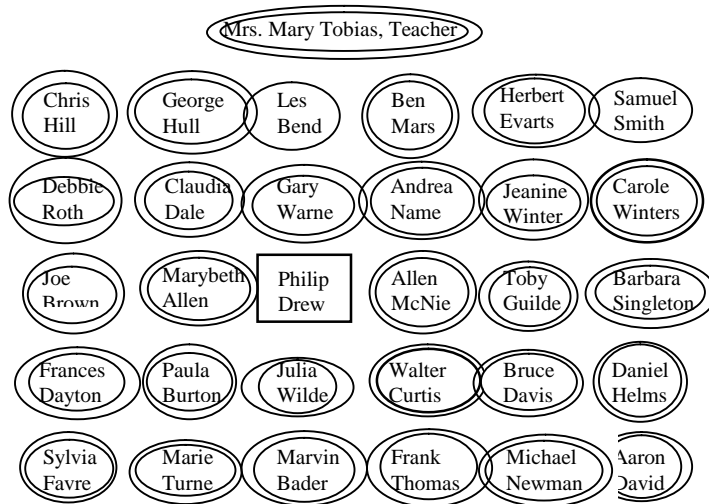 Mrs. Mary Tobias, Teacher
Chris Hill
George Hull
Les Bend
Ben Mars
Herbert Evarts
Samuel Smith
Debbie Roth
Claudia Dale
Gary Warne
Andrea Name
Jeanine Winter
Carole Winters
Joe Brown
Marybeth Allen
Philip Drew
Allen McNie
Toby Guilde
Barbara Singleton
Frances Dayton
Paula Burton
Julia Wilde
Walter Curtis
Bruce Davis
Daniel Helms
Sylvia Favre
Marie Turne
Marvin Bader
Frank Thomas
Michael Newman
Aaron David